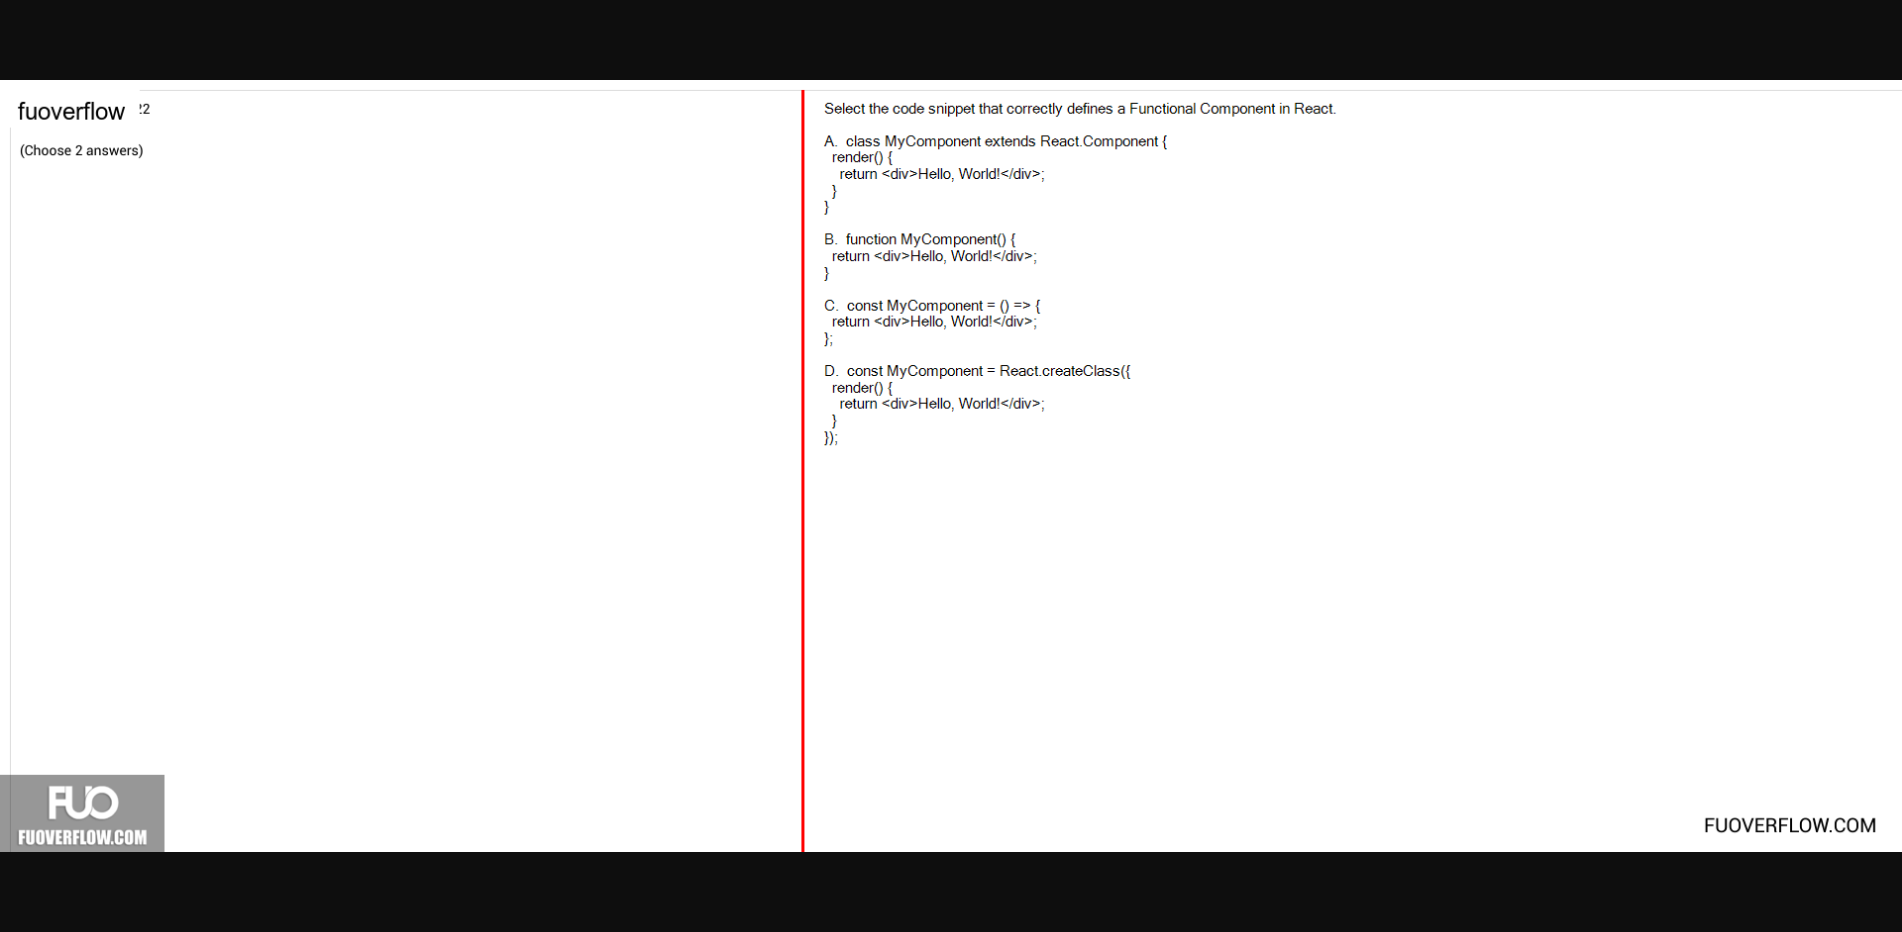 fuoverflow
22
(Choose 2 answers)
Select the code snippet that correctly defines a Functional Component in React.
A.  class MyComponent extends React.Component {
render() {
return <div>Hello, World!</div>;
}
}
B.  function MyComponent() {
return <div>Hello, World!</div>;
}
C.  const MyComponent = () => {
return <div>Hello, World!</div>;
};
D.  const MyComponent = React.createClass({
render() {
return <div>Hello, World!</div>;
}
});
FUO
FUOVERFLOW.COM
FUOVERFLOW.COM